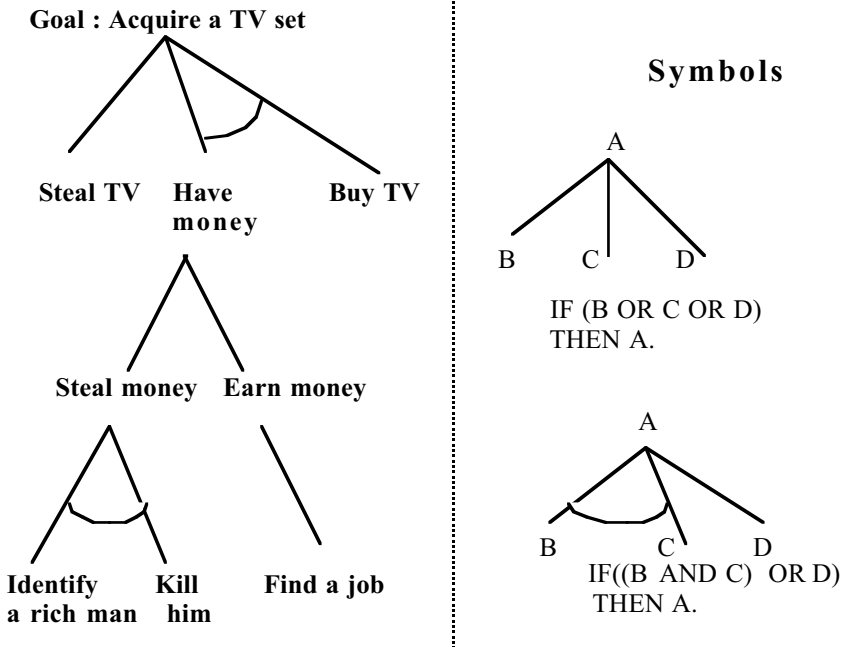 Goal : Acquire a TV set
Steal TV
Have
money
Buy TV
Steal money
Earn money
Identify
a rich man
Kill
him
Find a job
Symbols
A
B
C
D
IF (B OR C OR D)
THEN A.
A
B
C
D
IF((B AND C) OR D)
THEN A.